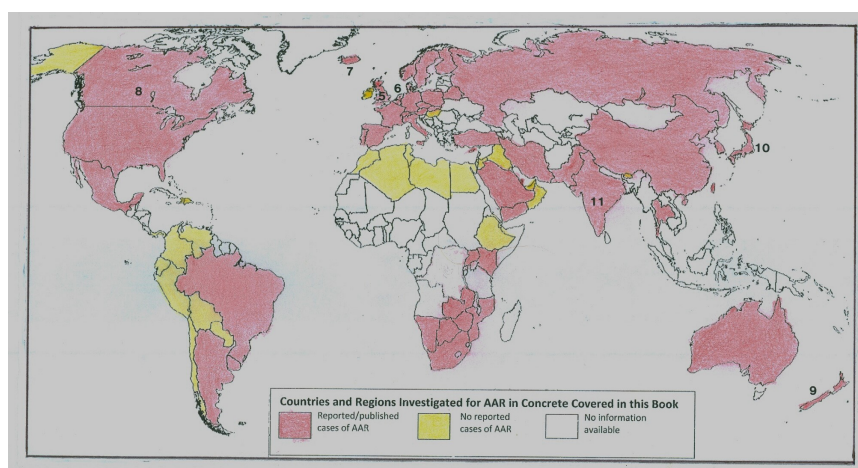 7
6
8
5
10
11
9
Countries and Regions Investigated for AAR in Concrete Covered in this Book
Reported/published
cases of AAR
No reported
cases of AAR
No information
available